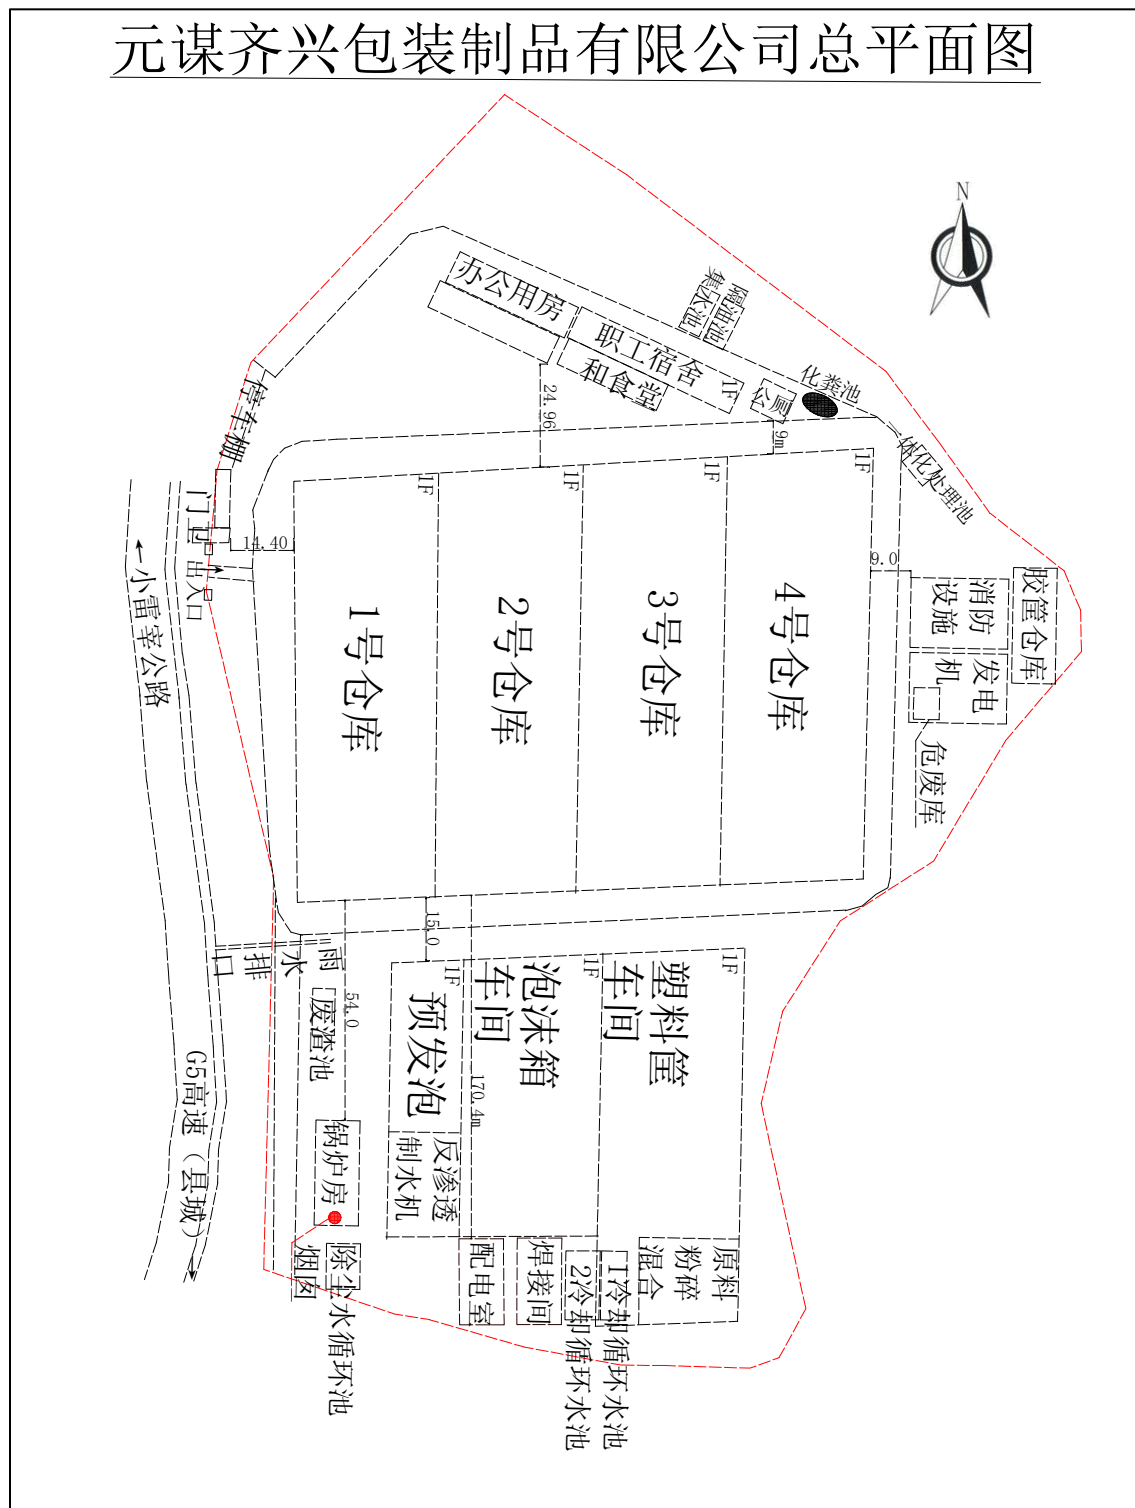 元谋齐兴包装制品有限公司总平面图
N
办公用房
职工宿舍
1F
和食堂
隔油池
集水池
公厕
化粪池
一体化处理池
停车棚
门卫
出入口
24.96
9m
14.40
9.0
1F
1F
1F
1F
1号仓库
2号仓库
3号仓库
4号仓库
消防
设施
发电
机
胶筐仓库
危废库
←小雷宰公路
G5高速（县城）
雨
水
排
口
废渣池
54.0
15.0
170.4m
1F
1F
1F
预发泡
泡沫箱
车间
塑料筐
车间
反渗透
制水机
锅炉房
烟囱
除尘水循环池
配电室
焊接间
2冷却循环水池
1冷却循环水池
原料
粉碎
混合